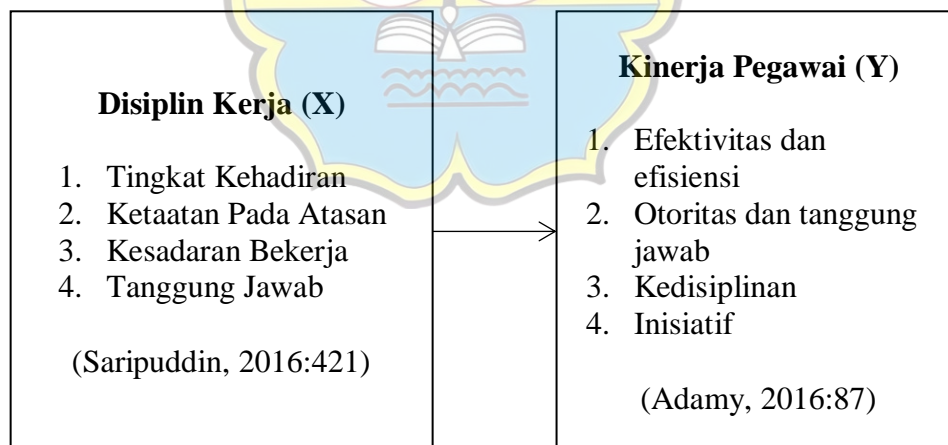 Disiplin Kerja (X)
1. Tingkat Kehadiran
2. Ketaatan Pada Atasan
3. Kesadaran Bekerja
4. Tanggung Jawab
(Saripuddin, 2016:421)
Kinerja Pegawai (Y)
1. Efektivitas dan
efisiensi
2. Otoritas dan tanggung
jawab
3. Kedisiplinan
4. Inisiatif
(Adamy, 2016:87)